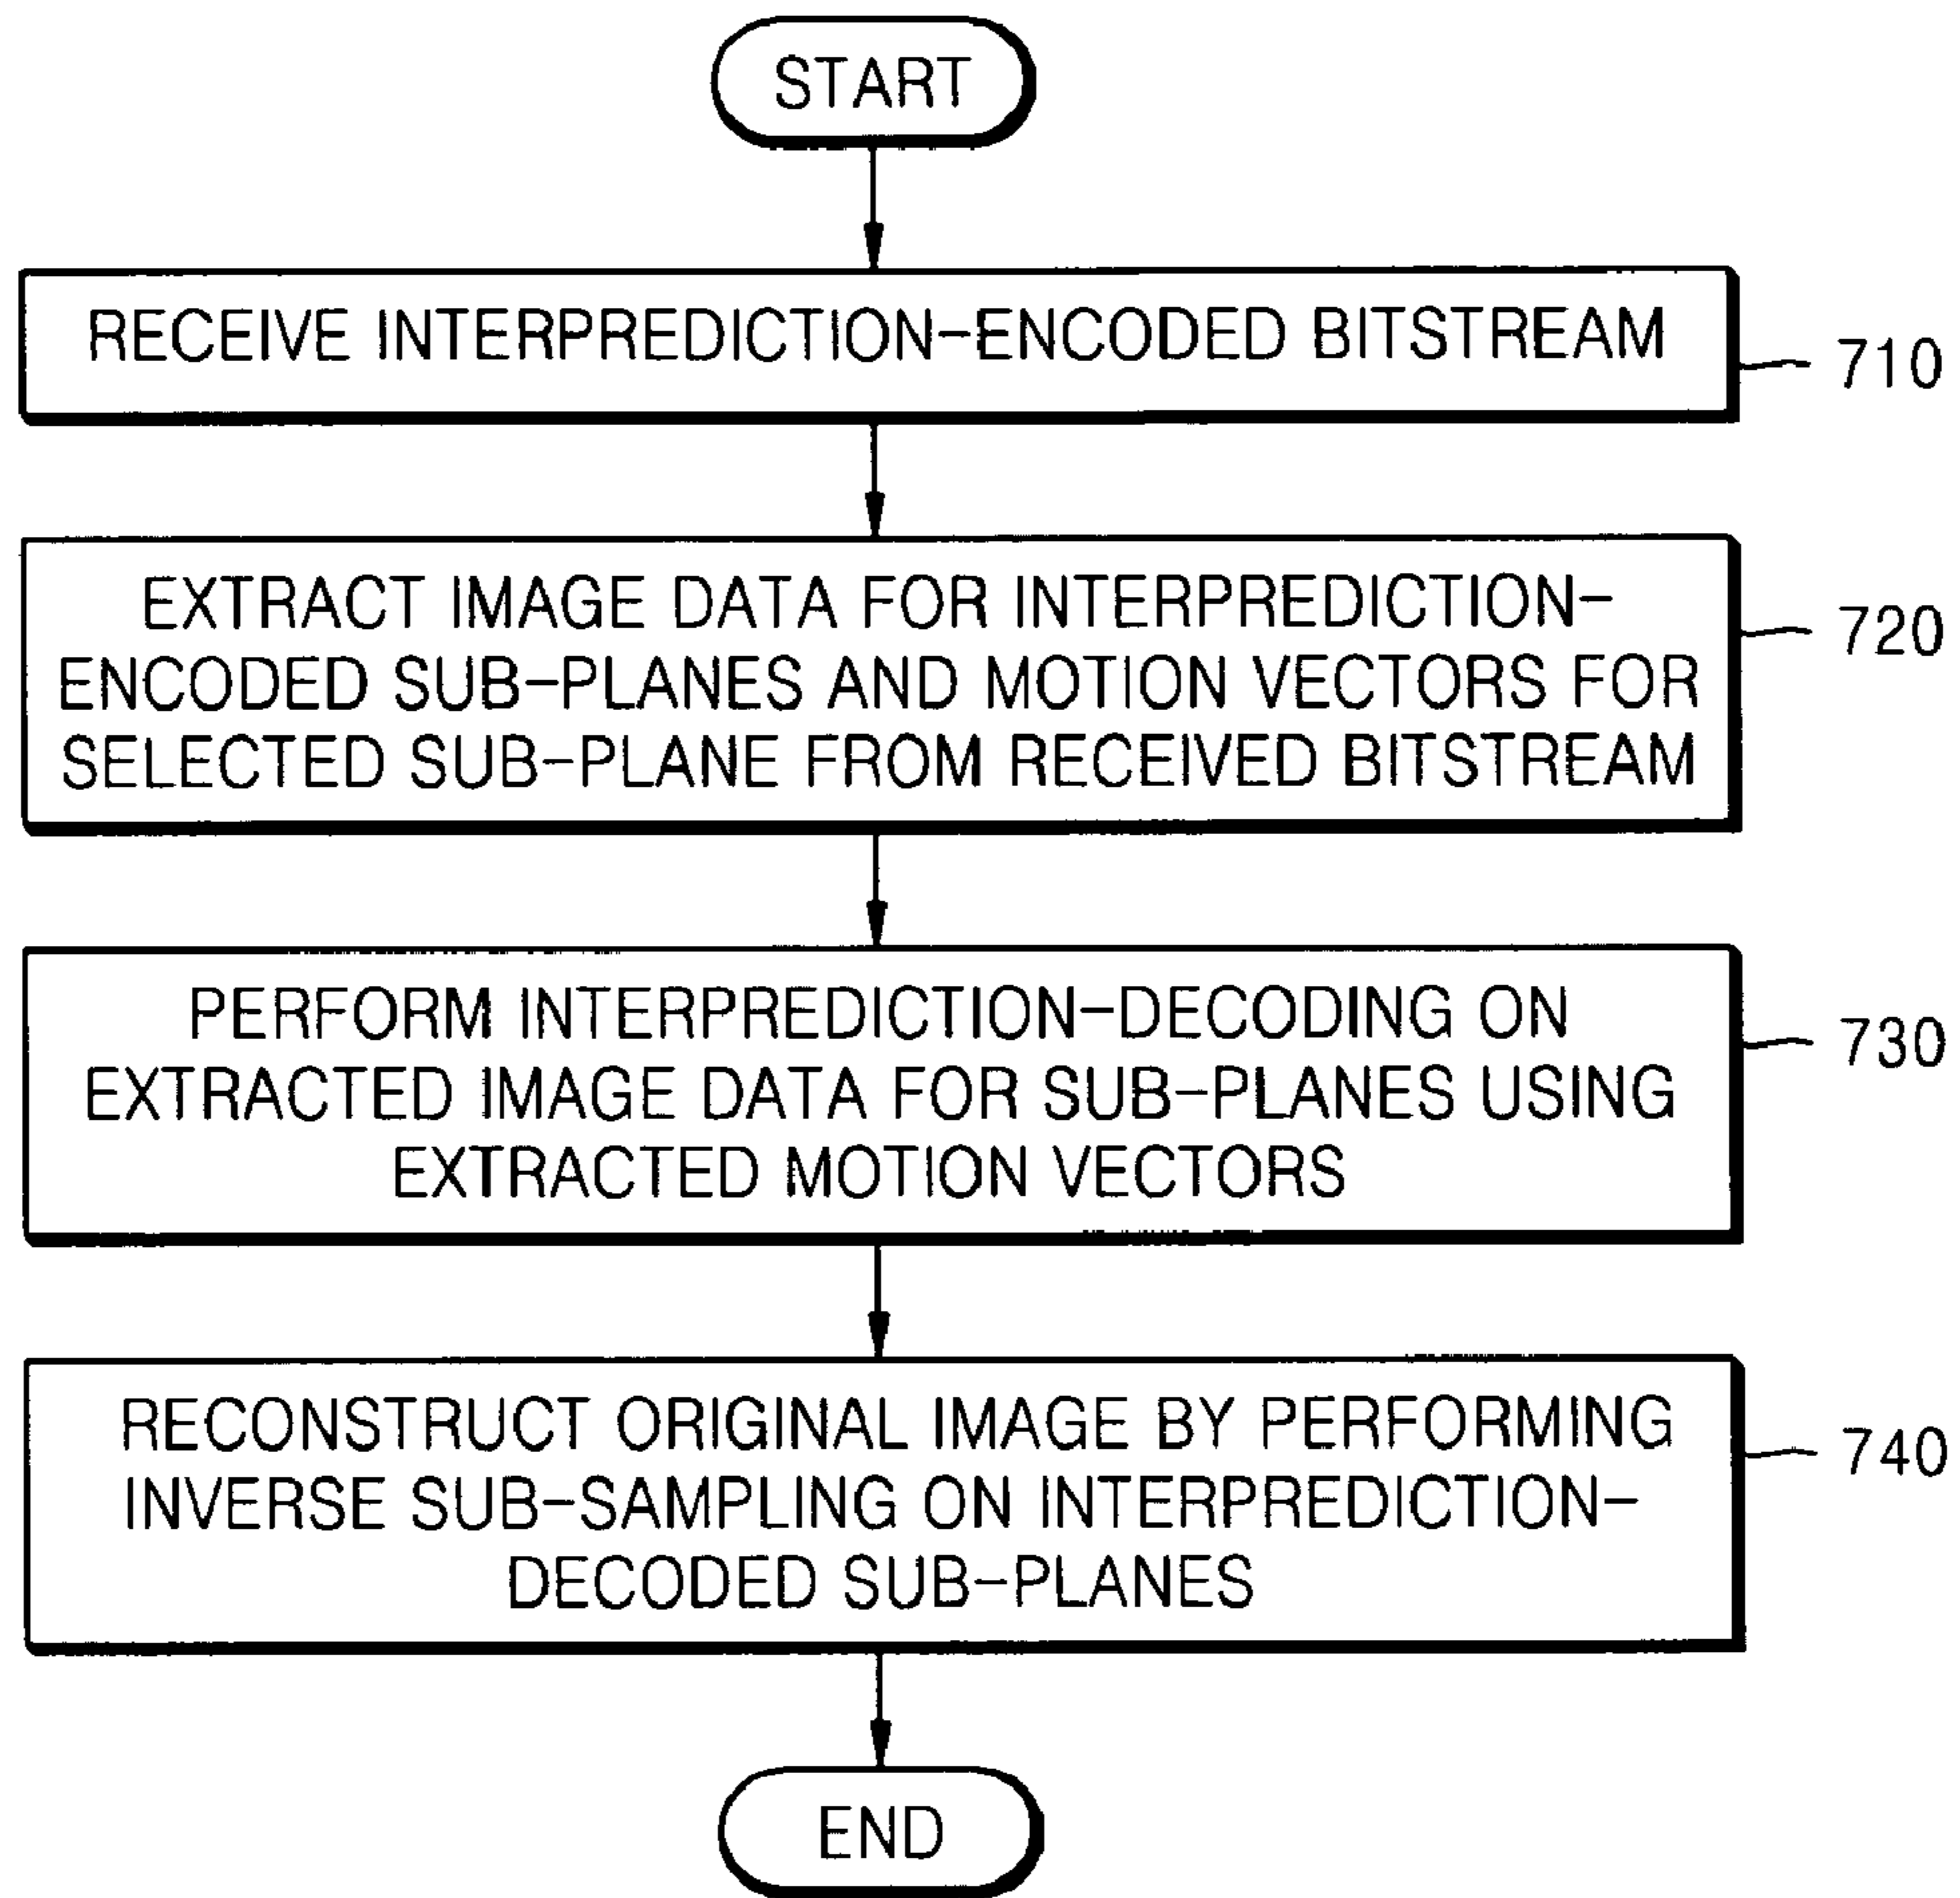 START
RECEIVE INTERPREDICTION-ENCODED BITSTREAM
710
EXTRACT IMAGE DATA FOR INTERPREDICTION-
ENCODED SUB-PLANES AND MOTION VECTORS FOR
SELECTED SUB-PLANE FROM RECEIVED BITSTREAM
720
PERFORM INTERPREDICTION-DECODING ON
EXTRACTED IMAGE DATA FOR SUB-PLANES USING
EXTRACTED MOTION VECTORS
730
RECONSTRUCT ORIGINAL IMAGE BY PERFORMING
INVERSE SUB-SAMPLING ON INTERPREDICTION-
DECODED SUB-PLANES
740
END